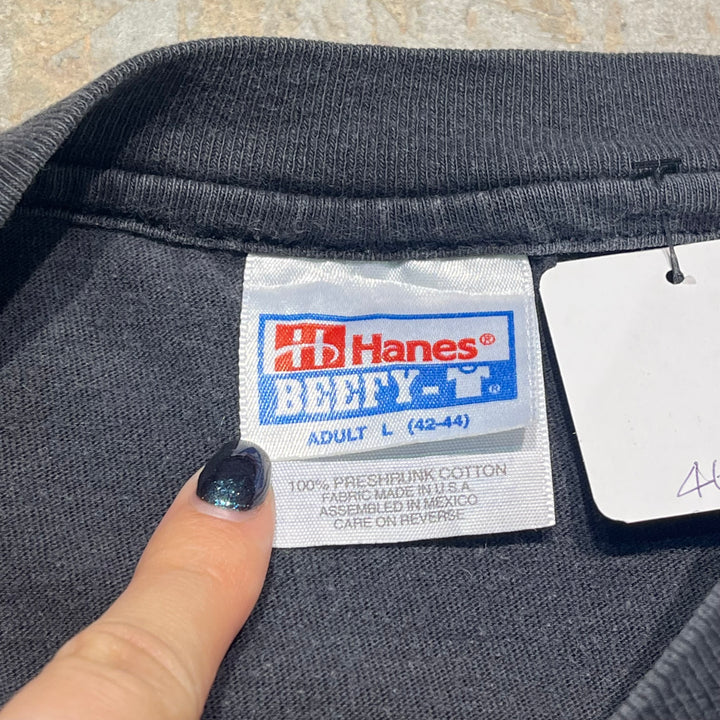 Hanes®
BEEFY-T®
ADULT L (42-44)
100% PRESHRUNK COTTON
FABRIC MADE IN U.S.A.
ASSEMBLED IN MEXICO
CARE ON REVERSE